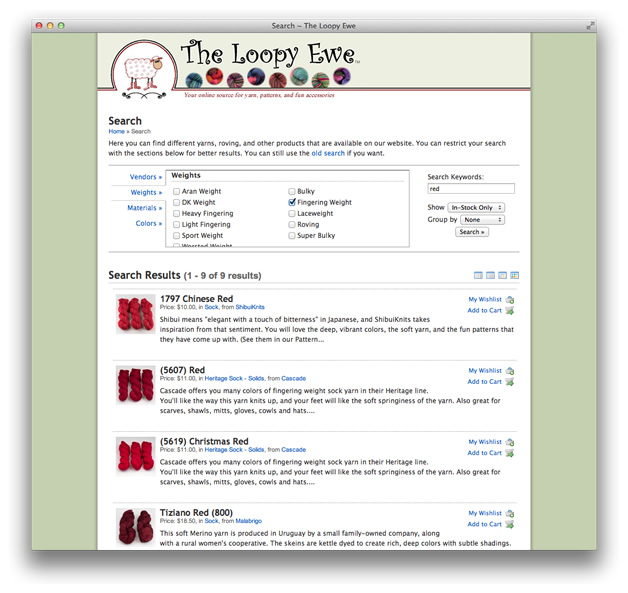 Search – The Loopy Ewe
The Loopy Ewe™
Your online source for yarn, patterns, and fun accessories
Search
Home » Search
Here you can find different yarns, roving, and other products that are available on our website. You can restrict your search
with the sections below for better results. You can still use the old search if you want.
Vendors »
Weights »
Materials »
Colors »
Weights
Aran Weight
Bulky
DK Weight
Fingering Weight
Heavy Fingering
Laceweight
Light Fingering
Roving
Sport Weight
Super Bulky
Worsted Weight
Search Keywords:
red
Show In-Stock Only
Group by None
Search »
Search Results (1 - 9 of 9 results)
1797 Chinese Red
Price: $10.00, in Sock, from ShibuiKnits
Shibui means "elegant with a touch of bitterness" in Japanese, and ShibuiKnits takes
inspiration from that sentiment. You will love the deep, vibrant colors, the soft yarn, and the fun patterns that
they have come up with. (See them in our Pattern...
My Wishlist
Add to Cart
(5607) Red
Price: $11.00, in Heritage Sock - Solids, from Cascade
Cascade offers you many colors of fingering weight sock yarn in their Heritage line.
You'll like the way this yarn knits up, and your feet will like the soft springiness of the yarn. Also great for
scarves, shawls, mitts, gloves, cowls and hats....
My Wishlist
Add to Cart
(5619) Christmas Red
Price: $11.00, in Heritage Sock - Solids, from Cascade
Cascade offers you many colors of fingering weight sock yarn in their Heritage line.
You'll like the way this yarn knits up, and your feet will like the soft springiness of the yarn. Also great for
scarves, shawls, mitts, gloves, cowls and hats....
My Wishlist
Add to Cart
Tiziano Red (800)
Price: $18.50, in Sock, from Malabrigo
This soft Merino yarn is produced in Uruguay by a small family-owned company, along
with a rural women's cooperative. The skeins are kettle dyed to create rich, deep colors with subtle shadings.
My Wishlist
Add to Cart